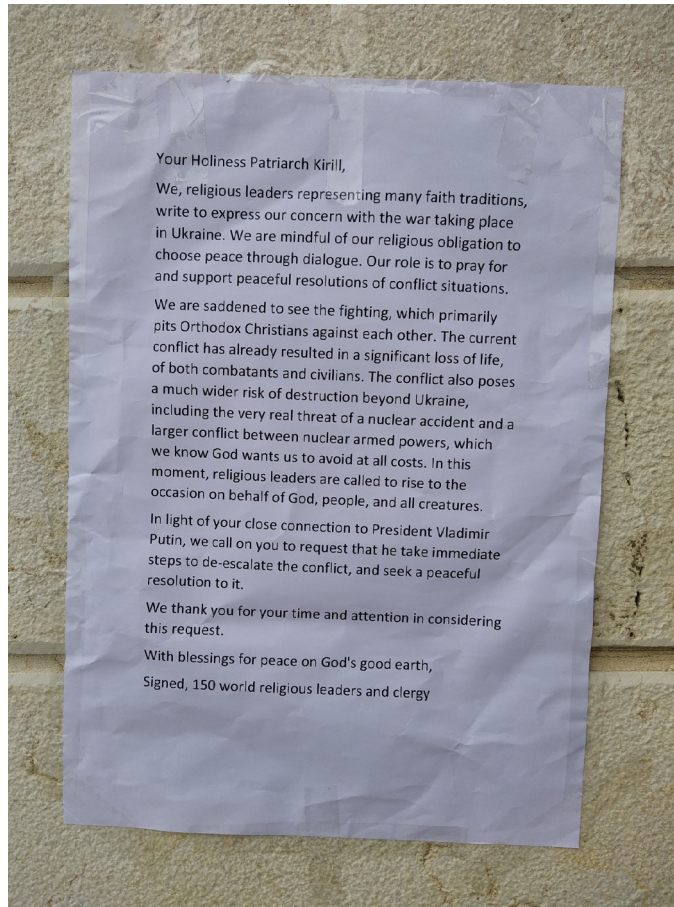 Your Holiness Patriarch Kirill,
We, religious leaders representing many faith traditions,
write to express our concern with the war taking place
in Ukraine. We are mindful of our religious obligation to
choose peace through dialogue. Our role is to pray for
and support peaceful resolutions of conflict situations.
We are saddened to see the fighting, which primarily
pits Orthodox Christians against each other. The current
conflict has already resulted in a significant loss of life,
of both combatants and civilians. The conflict also poses
a much wider risk of destruction beyond Ukraine,
including the very real threat of a nuclear accident and a
larger conflict between nuclear armed powers, which
we know God wants us to avoid at all costs. In this
moment, religious leaders are called to rise to the
occasion on behalf of God, people, and all creatures.
In light of your close connection to President Vladimir
Putin, we call on you to request that he take immediate
steps to de-escalate the conflict, and seek a peaceful
resolution to it.
We thank you for your time and attention in considering
this request.
With blessings for peace on God's good earth,
Signed, 150 world religious leaders and clergy